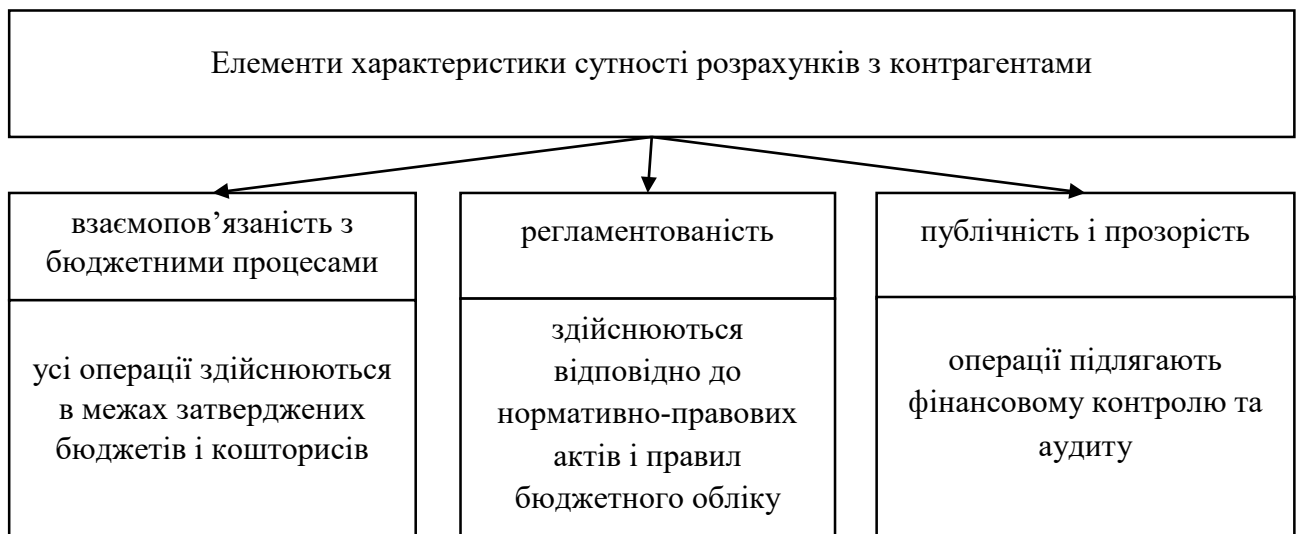 Елементи характеристики сутності розрахунків з контрагентами
взаємопов’язаність з
бюджетними процесами
усі операції здійснюються
в межах затверджених
бюджетів і кошторисів
регламентованість
здійснюються
відповідно до
нормативно-правових
актів і правил
бюджетного обліку
публічність і прозорість
операції підлягають
фінансовому контролю та
аудиту